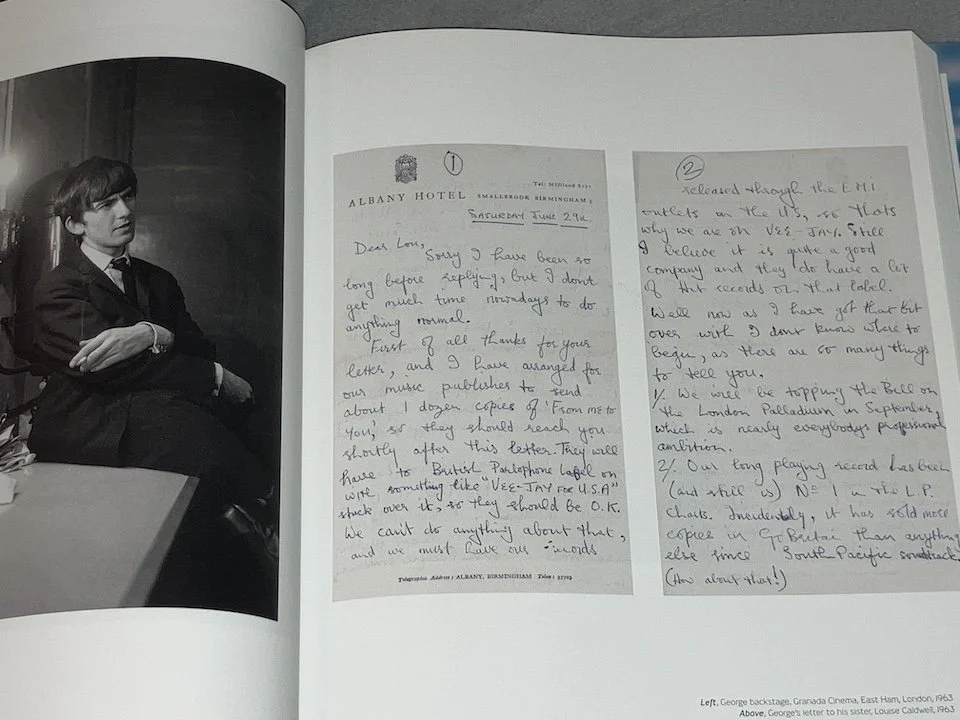 ①
Tel: MIDland
ALBANY HOTEL SMALLBROOK BIRMINGHAM 5
SATURDAY JUNE 29th.
Dear Lou,
Sorry I have been so
long before replying, but I dont
get much time nowadays to do
anything normal.
First of all thanks for your
letter, and I have arranged for
our music publisher to send
about 1 dozen copies of 'From me to
You', so they should reach you
shortly after this letter. They will
have to British Parlophone Label on
with something like "VEE-JAY FOR U.S.A"
stuck over it, so they should be O.K.
We can't do anything about that,
and we must have our records
Telegraphic Address: ALBANY, BIRMINGHAM Telex:
②
released through the E.M.I
outlets in the U.S, so thats
why we are on VEE-JAY. Still
I believe it is quite a good
company and they do have a lot
of Hit records on that label.
Well now as I have got that bit
over with I dont know where to
begin, as there are so many things
to tell you.
1/. We will be topping the Bill on
the London Palladium in September,
which is nearly everybodys professional
ambition.
2/. Our long playing record has been
(and still is) No 1 in the L.P.
charts. Incidently, it has sold more
copies in Gt Britain than anything
else since South Pacific soundtrack.
(How about that!)
Left, George backstage, Granada Cinema, East Ham, London, 1963
Above, George's letter to his sister, Louise Caldwell, 1963